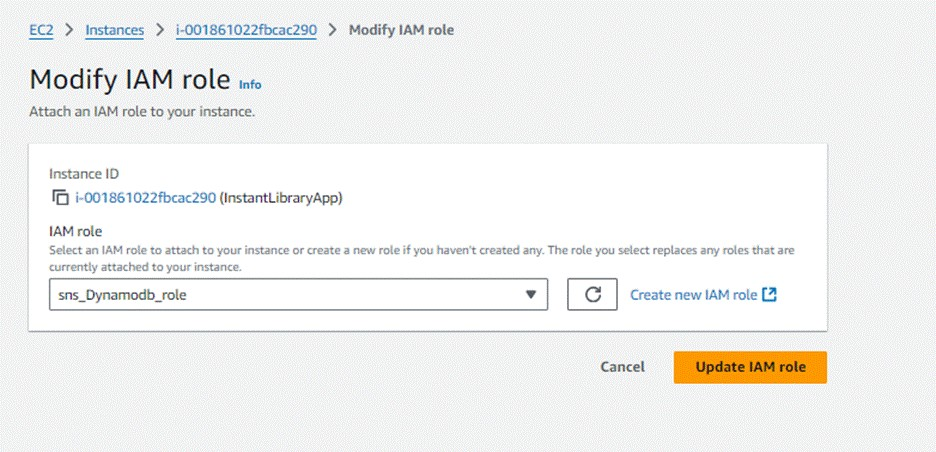 EC2 > Instances > i-001861022fbcac290 > Modify IAM role
Modify IAM role Info
Attach an IAM role to your instance.
Instance ID
i-001861022fbcac290 (InstantLibraryApp)
IAM role
Select an IAM role to attach to your instance or create a new role if you haven't created any. The role you select replaces any roles that are
currently attached to your instance.
sns_Dynamodb_role
Create new IAM role
Cancel
Update IAM role